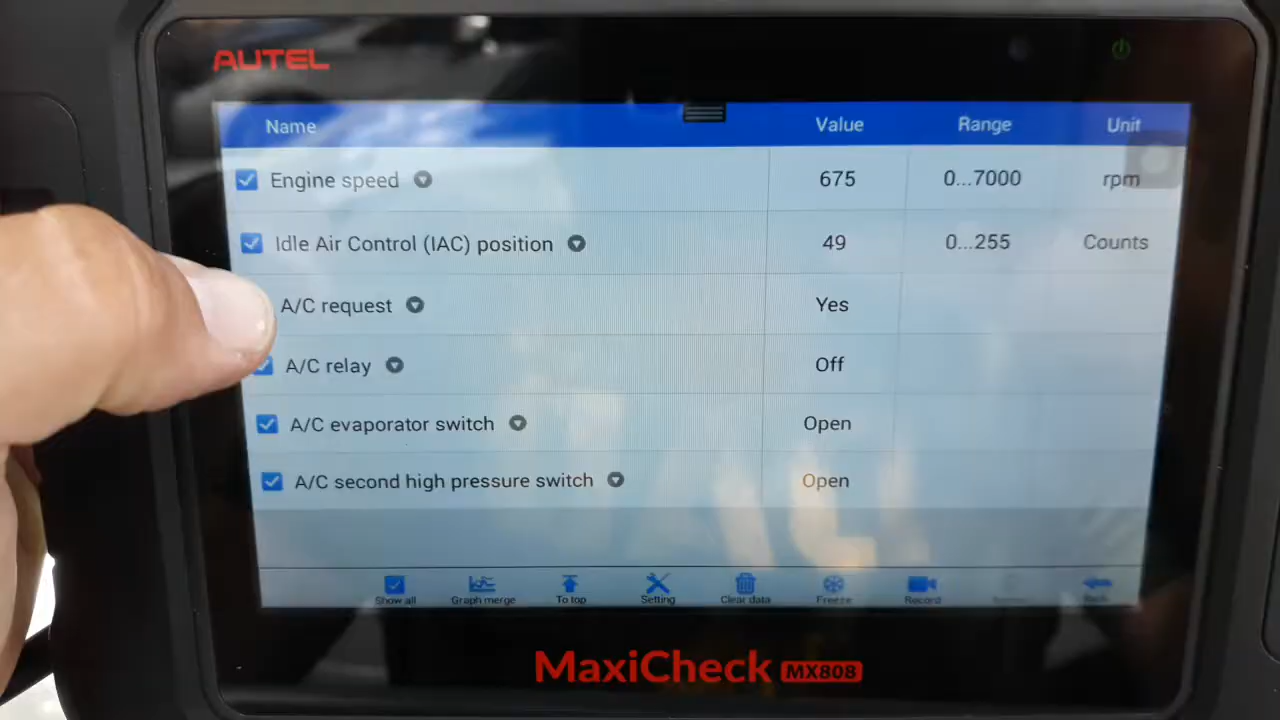 AUTEL
Name Value Range Unit
Engine speed 675 0...7000 rpm
Idle Air Control (IAC) position 49 0...255 Counts
A/C request Yes
A/C relay Off
A/C evaporator switch Open
A/C second high pressure switch Open
Show all Graph merge To top Setting Clear data Freeze Record Back
MaxiCheck MX808